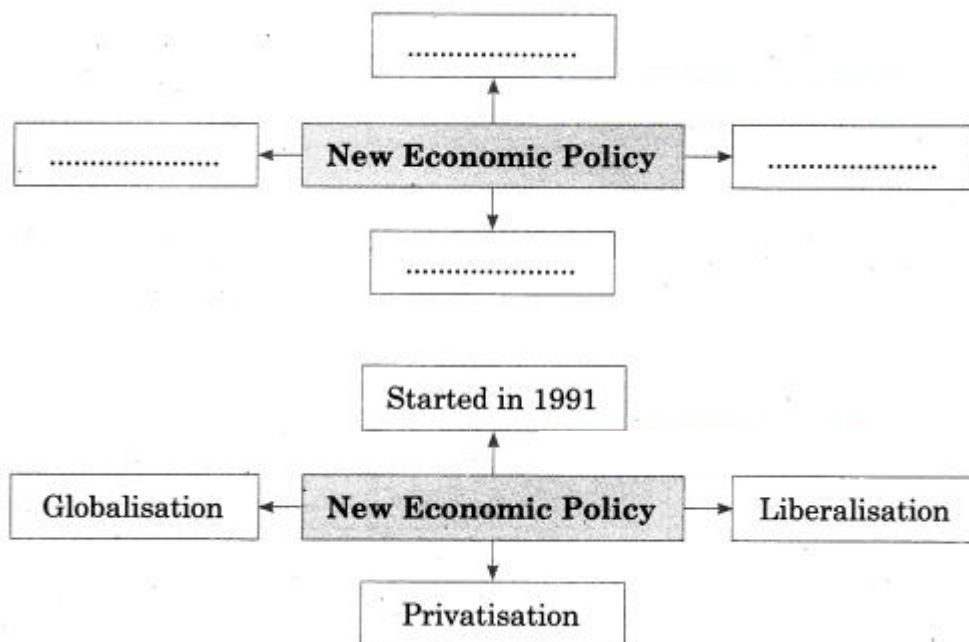 .....................
..................... New Economic Policy .....................
.....................
Started in 1991
Globalisation New Economic Policy Liberalisation
Privatisation